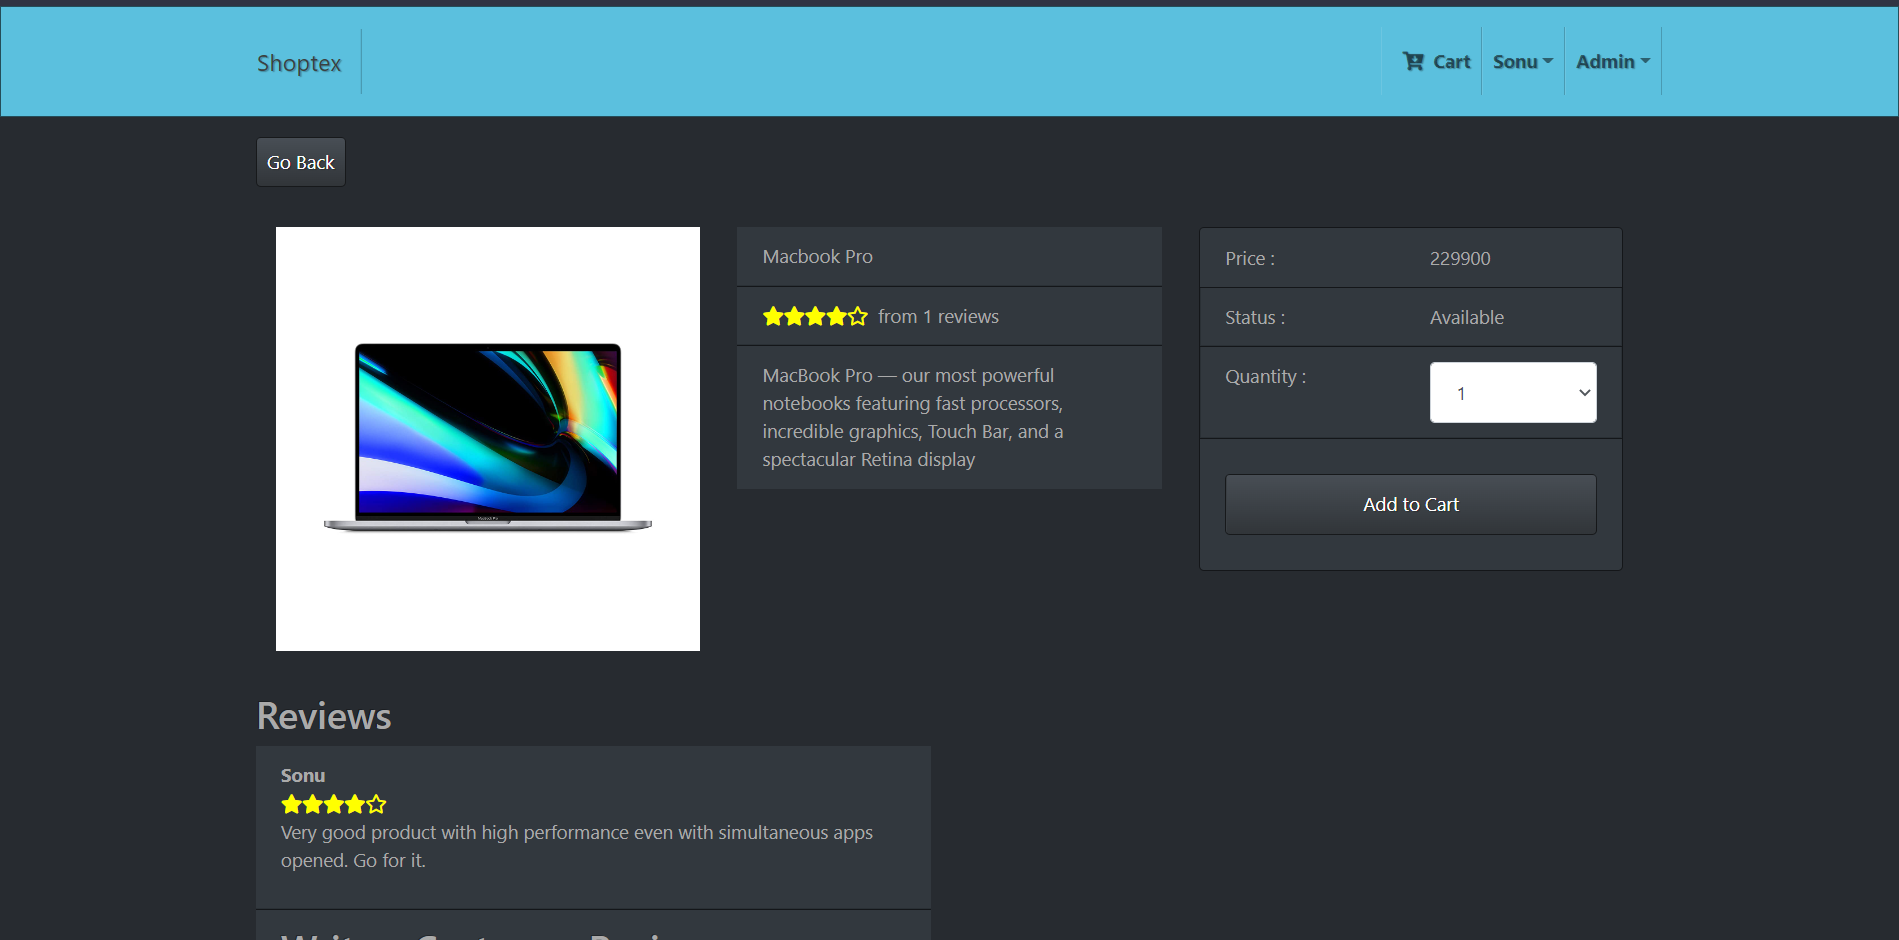 Shoptex
Cart
Sonu
Admin
Go Back
Macbook Pro
from 1 reviews
MacBook Pro — our most powerful
notebooks featuring fast processors,
incredible graphics, Touch Bar, and a
spectacular Retina display
Price :
229900
Status :
Available
Quantity :
1
Add to Cart
Reviews
Sonu
Very good product with high performance even with simultaneous apps
opened. Go for it.